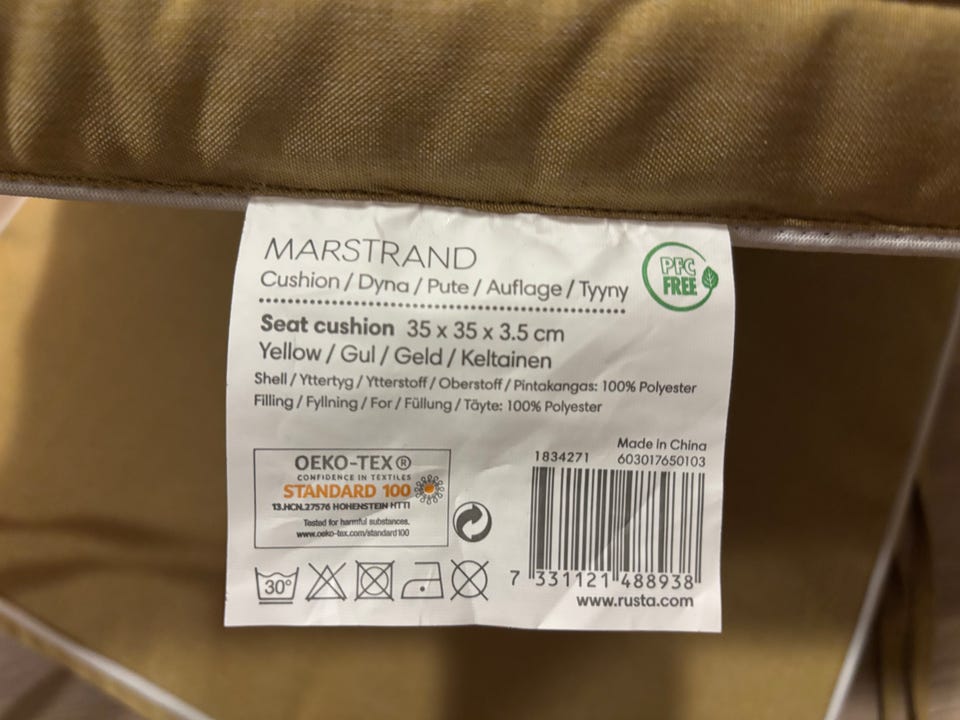 MARSTRAND
Cushion / Dyna / Pute / Auflage / Tyyny
PFC
FREE
Seat cushion 35 x 35 x 3.5 cm
Yellow / Gul / Geld / Keltainen
Shell / Yttertyg / Ytterstoff / Oberstoff / Pintakangas: 100% Polyester
Filling / Fyllning / For / Füllung / Täyte: 100% Polyester
Made in China
1834271 603017650103
OEKO-TEX®
CONFIDENCE IN TEXTILES
STANDARD 100
13.HCN.27576 HOHENSTEIN HTTI
Tested for harmful substances.
www.oeko-tex.com/standard100
30°
7 331121 488938
www.rusta.com